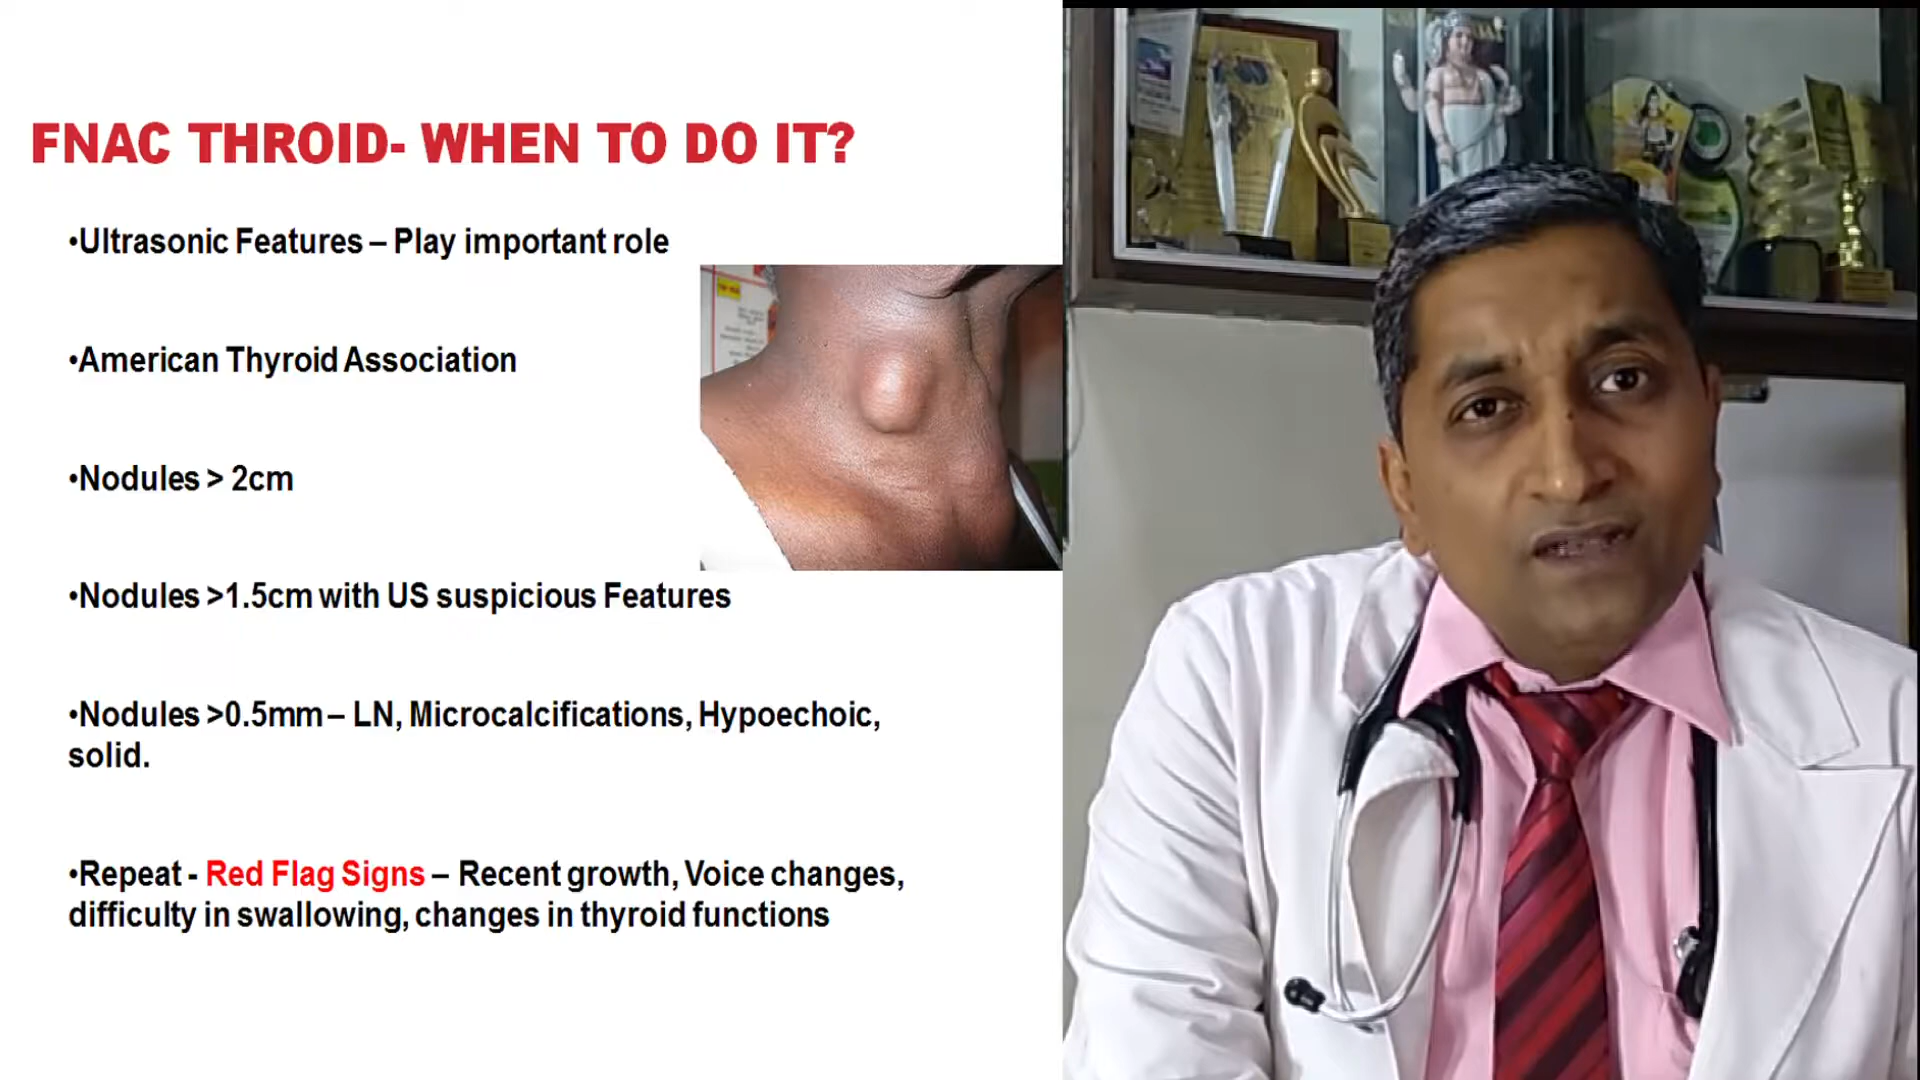 FNAC THROID- WHEN TO DO IT?
•Ultrasonic Features – Play important role
•American Thyroid Association
•Nodules > 2cm
•Nodules >1.5cm with US suspicious Features
•Nodules >0.5mm – LN, Microcalcifications, Hypoechoic,
solid.
•Repeat - Red Flag Signs – Recent growth, Voice changes,
difficulty in swallowing, changes in thyroid functions